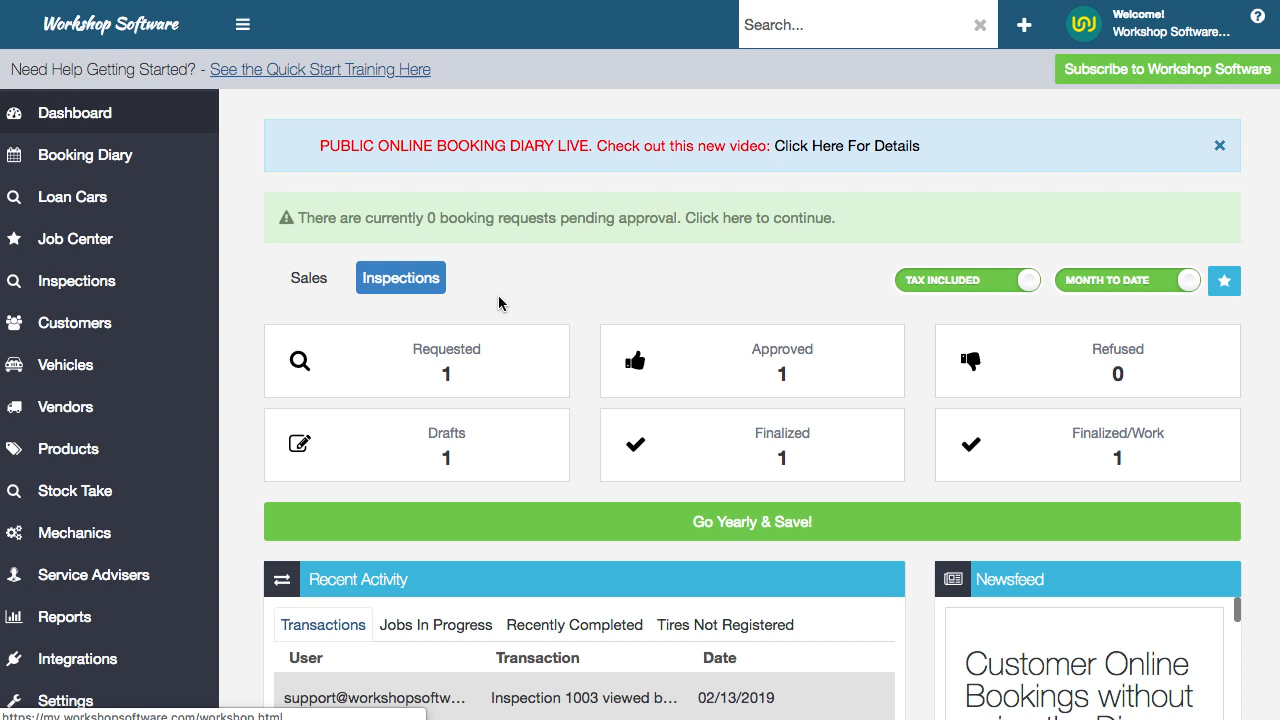 Workshop Software
Search...
Welcome!
Workshop Software...
Need Help Getting Started? - See the Quick Start Training Here
Subscribe to Workshop Software
Dashboard
Booking Diary
Loan Cars
Job Center
Inspections
Customers
Vehicles
Vendors
Products
Stock Take
Mechanics
Service Advisers
Reports
Integrations
Settings
https://my.workshopsoftware.com/workshop.html
PUBLIC ONLINE BOOKING DIARY LIVE. Check out this new video: Click Here For Details
There are currently 0 booking requests pending approval. Click here to continue.
Sales
Inspections
TAX INCLUDED
MONTH TO DATE
Requested
1
Approved
1
Refused
0
Drafts
1
Finalized
1
Finalized/Work
1
Go Yearly & Save!
Recent Activity
Transactions Jobs In Progress Recently Completed Tires Not Registered
User Transaction Date
support@workshopsoftw... Inspection 1003 viewed b... 02/13/2019
Newsfeed
Customer Online
Bookings without